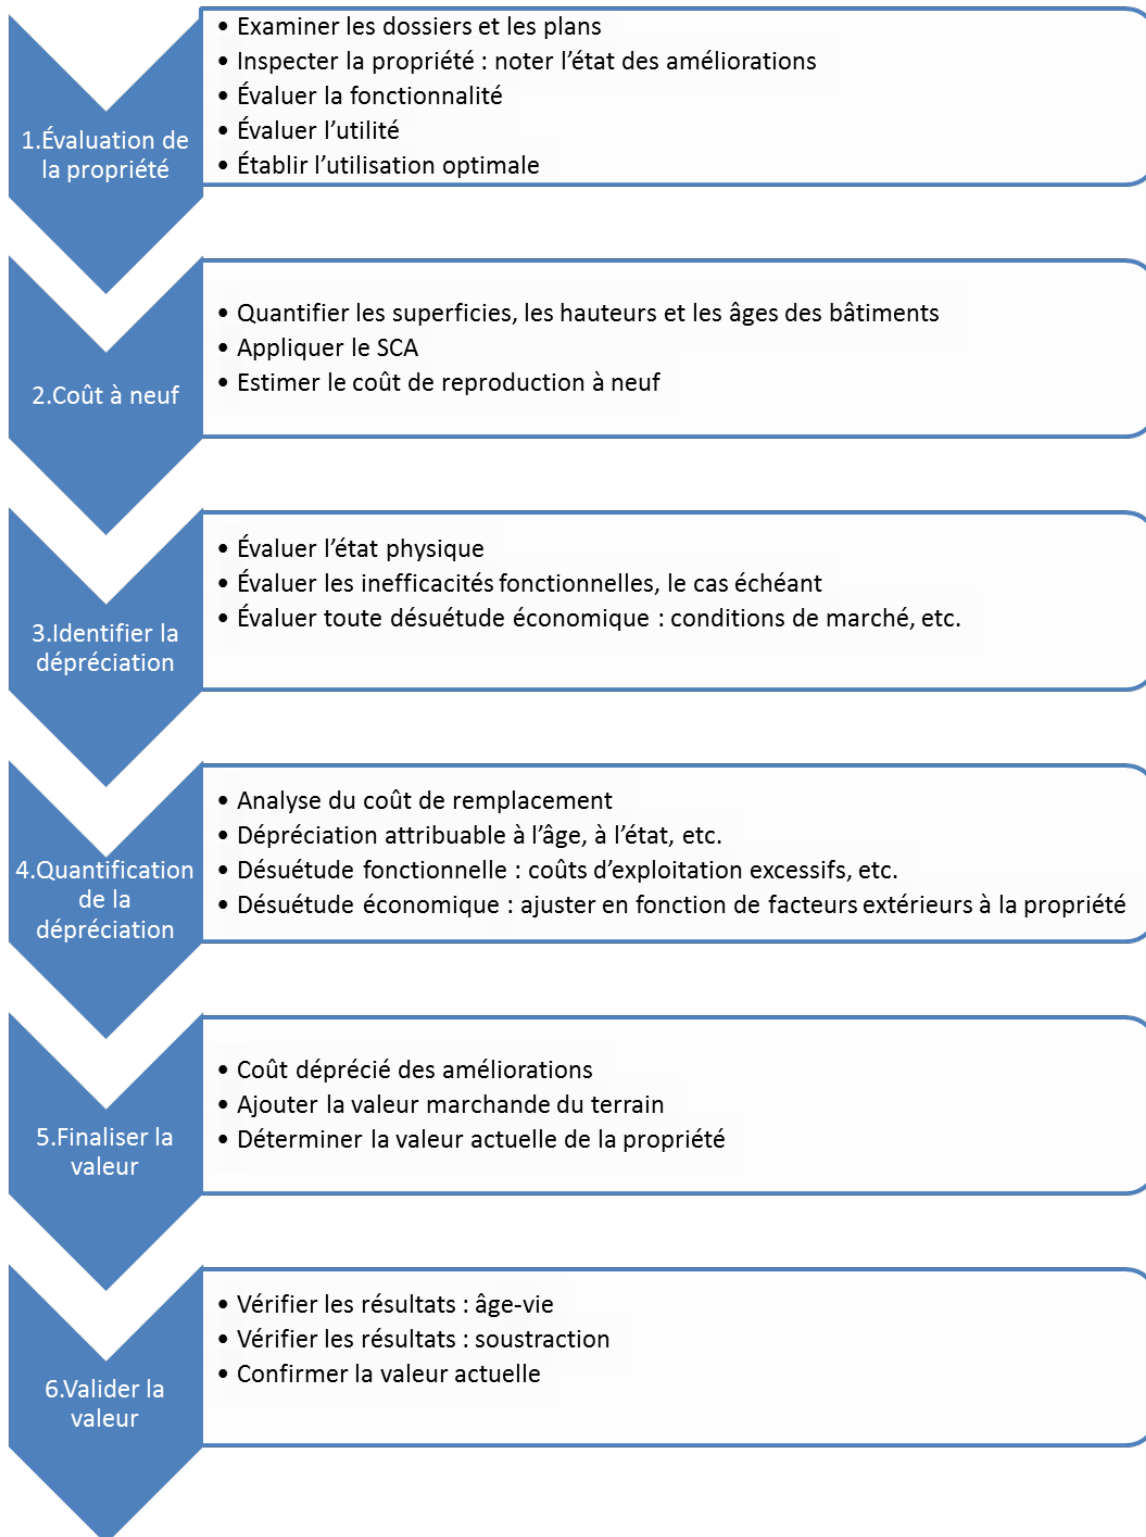 1.Évaluation de
la propriété
• Examiner les dossiers et les plans
• Inspecter la propriété : noter l’état des améliorations
• Évaluer la fonctionnalité
• Évaluer l’utilité
• Établir l’utilisation optimale
2.Coût à neuf
• Quantifier les superficies, les hauteurs et les âges des bâtiments
• Appliquer le SCA
• Estimer le coût de reproduction à neuf
3.Identifier la
dépréciation
• Évaluer l’état physique
• Évaluer les inefficacités fonctionnelles, le cas échéant
• Évaluer toute désuétude économique : conditions de marché, etc.
4.Quantification
de la
dépréciation
• Analyse du coût de remplacement
• Dépréciation attribuable à l’âge, à l’état, etc.
• Désuétude fonctionnelle : coûts d’exploitation excessifs, etc.
• Désuétude économique : ajuster en fonction de facteurs extérieurs à la propriété
5.Finaliser la
valeur
• Coût déprécié des améliorations
• Ajouter la valeur marchande du terrain
• Déterminer la valeur actuelle de la propriété
6.Valider la
valeur
• Vérifier les résultats : âge-vie
• Vérifier les résultats : soustraction
• Confirmer la valeur actuelle